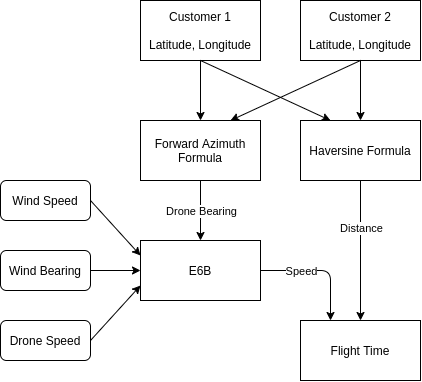 Customer 1
Latitude, Longitude
Customer 2
Latitude, Longitude
Forward Azimuth
Formula
Haversine Formula
Drone Bearing
Wind Speed
Distance
Wind Bearing
E6B
Speed
Drone Speed
Flight Time